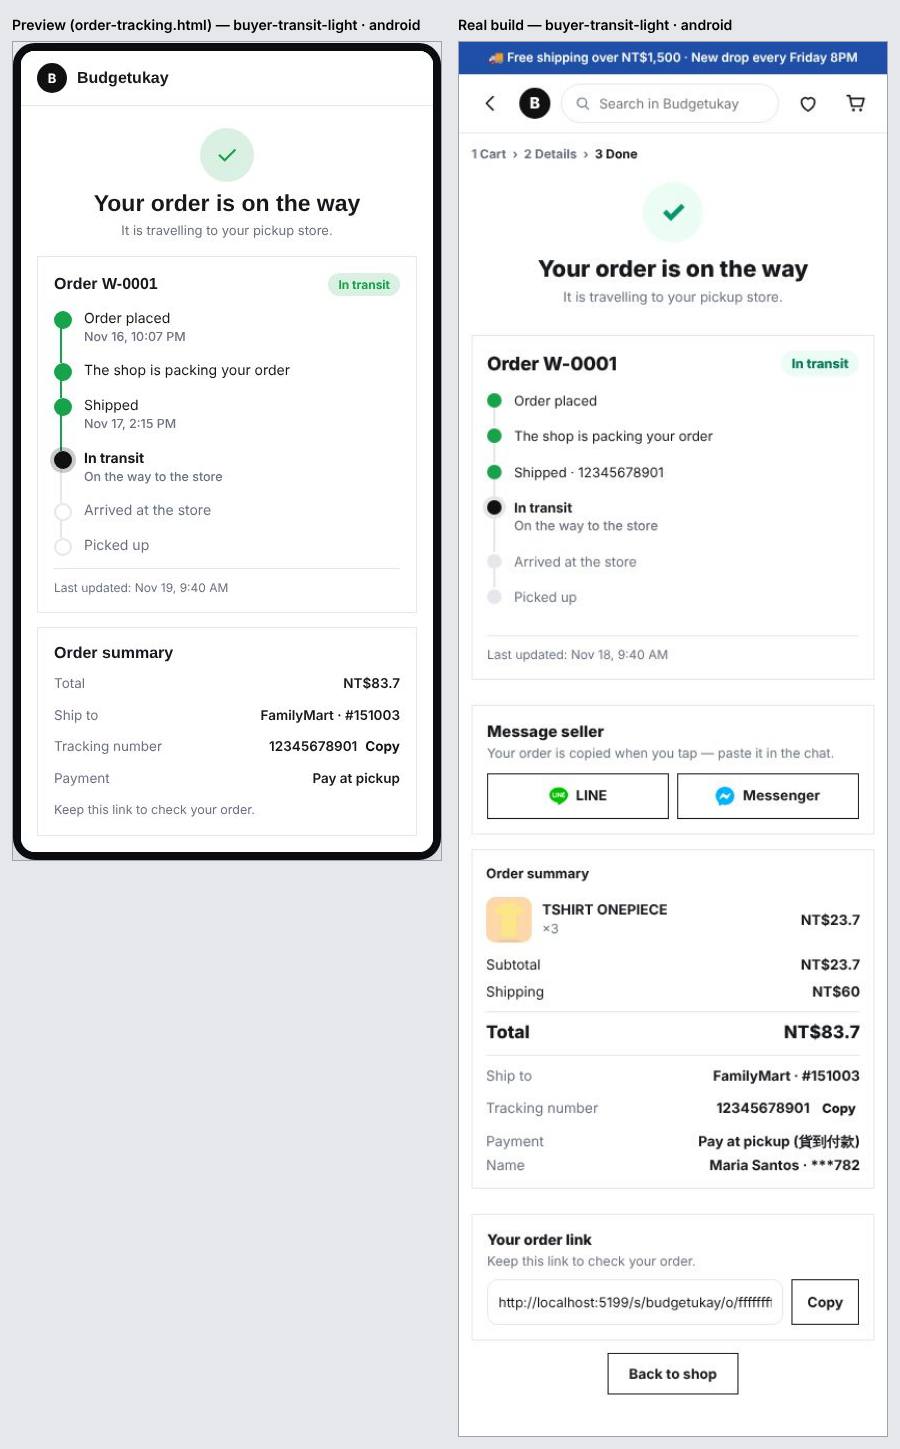 Preview (order-tracking.html) — buyer-transit-light · android
B Budgetukay
Your order is on the way
It is travelling to your pickup store.
Order W-0001 In transit
Order placed
Nov 16, 10:07 PM
The shop is packing your order
Shipped
Nov 17, 2:15 PM
In transit
On the way to the store
Arrived at the store
Picked up
Last updated: Nov 19, 9:40 AM
Order summary
Total NT$83.7
Ship to FamilyMart · #151003
Tracking number 12345678901 Copy
Payment Pay at pickup
Keep this link to check your order.
Real build — buyer-transit-light · android
🚚 Free shipping over NT$1,500 · New drop every Friday 8PM
B Search in Budgetukay
1 Cart › 2 Details › 3 Done
Your order is on the way
It is travelling to your pickup store.
Order W-0001 In transit
Order placed
The shop is packing your order
Shipped · 12345678901
In transit
On the way to the store
Arrived at the store
Picked up
Last updated: Nov 18, 9:40 AM
Message seller
Your order is copied when you tap — paste it in the chat.
LINE LINE Messenger
Order summary
TSHIRT ONEPIECE NT$23.7
×3
Subtotal NT$23.7
Shipping NT$60
Total NT$83.7
Ship to FamilyMart · #151003
Tracking number 12345678901 Copy
Payment Pay at pickup (貨到付款)
Name Maria Santos · ***782
Your order link
Keep this link to check your order.
http://localhost:5199/s/budgetukay/o/fffffff Copy
Back to shop